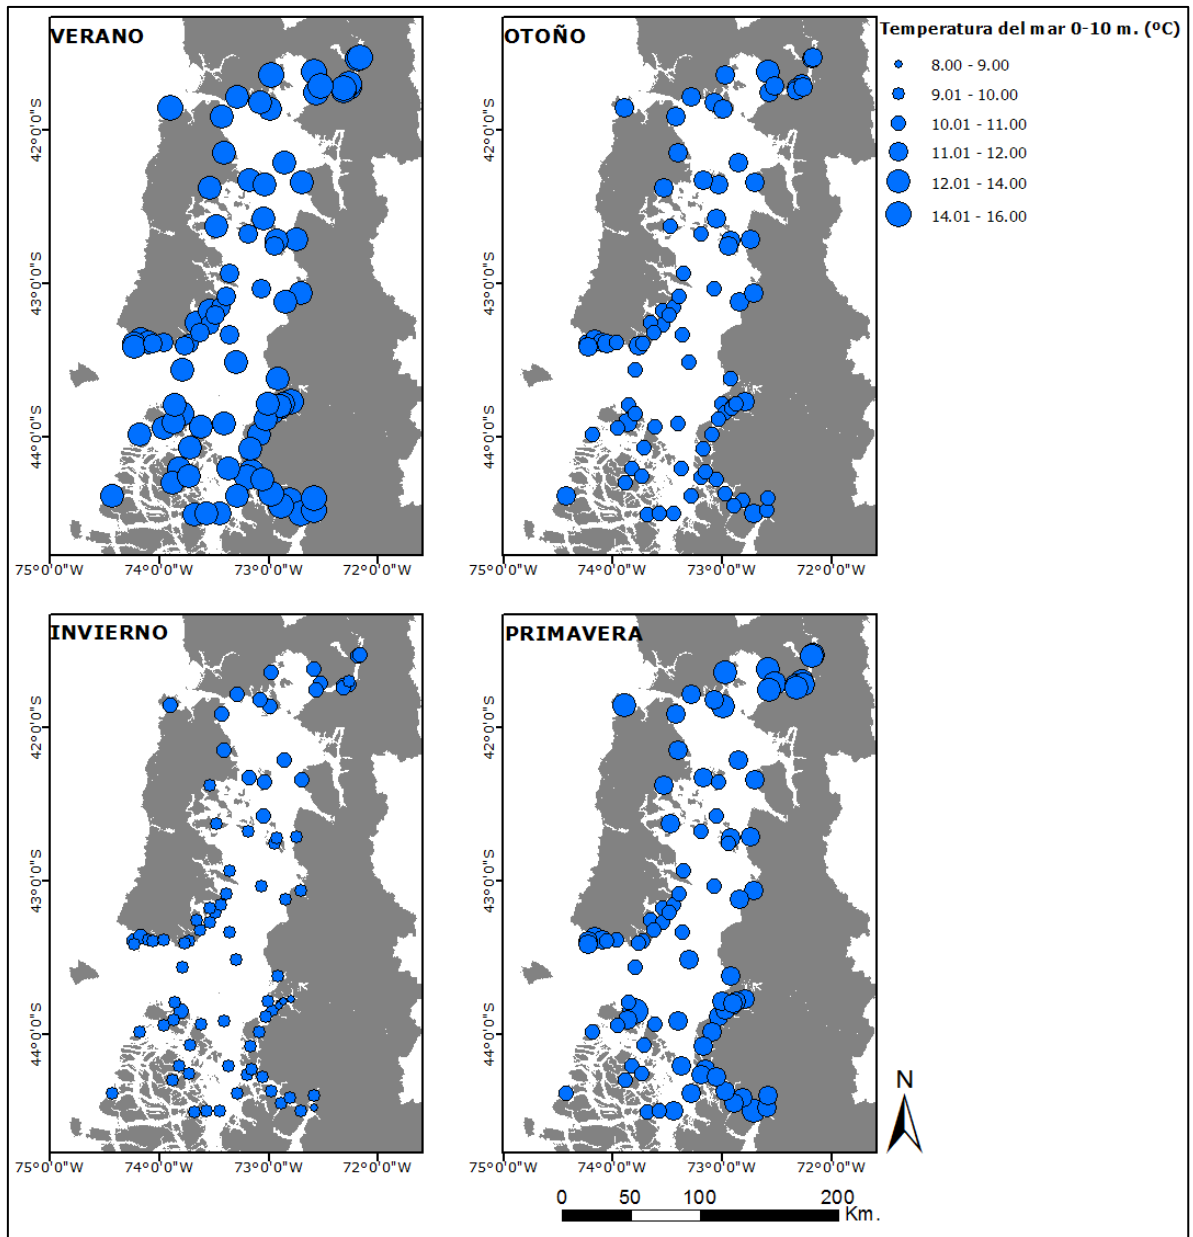 VERANO
42°0'0"S
43°0'0"S
44°0'0"S
75°0'0"W 74°0'0"W 73°0'0"W 72°0'0"W
OTOÑO
42°0'0"S
43°0'0"S
44°0'0"S
75°0'0"W 74°0'0"W 73°0'0"W 72°0'0"W
Temperatura del mar 0-10 m. (ºC)
8.00 - 9.00
9.01 - 10.00
10.01 - 11.00
11.01 - 12.00
12.01 - 14.00
14.01 - 16.00
INVIERNO
42°0'0"S
43°0'0"S
44°0'0"S
75°0'0"W 74°0'0"W 73°0'0"W 72°0'0"W
PRIMAVERA
42°0'0"S
43°0'0"S
44°0'0"S
75°0'0"W 74°0'0"W 73°0'0"W 72°0'0"W
N
0 50 100 200
Km.